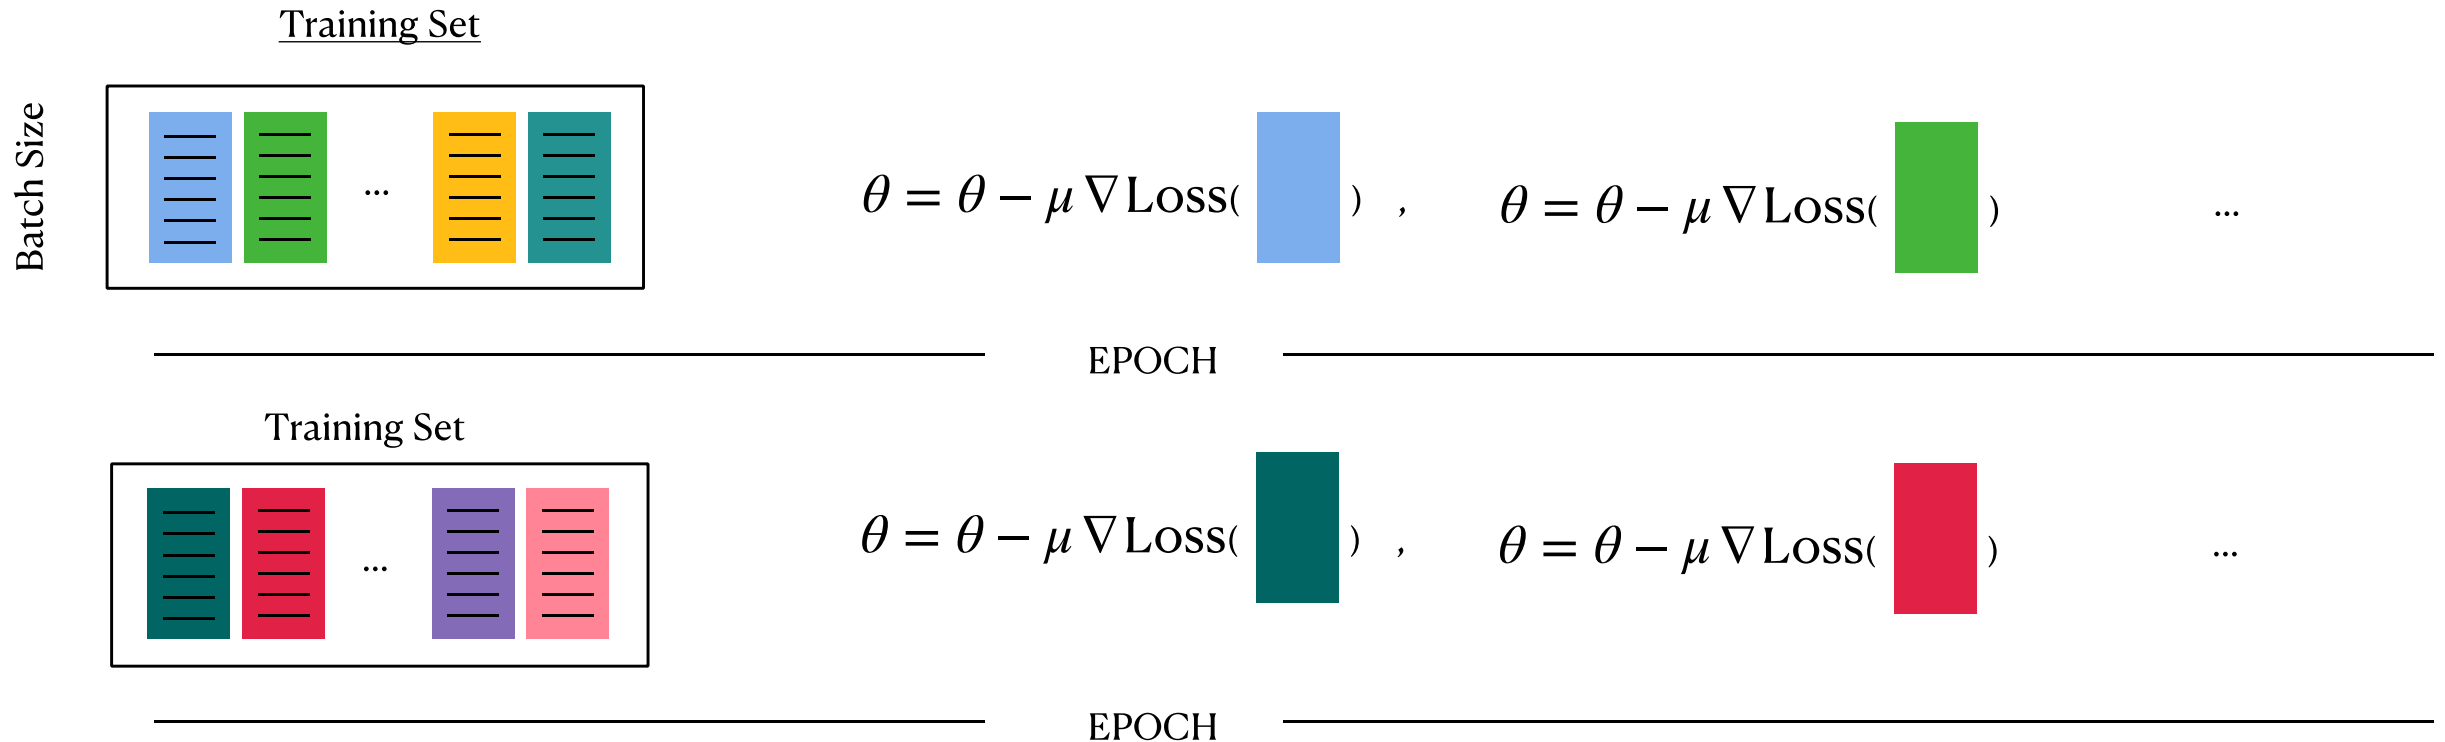 Training Set
Batch Size
...
θ = θ − μ ∇Loss( ) , θ = θ − μ ∇Loss( ) ...
EPOCH
Training Set
...
θ = θ − μ ∇Loss( ) , θ = θ − μ ∇Loss( ) ...
EPOCH